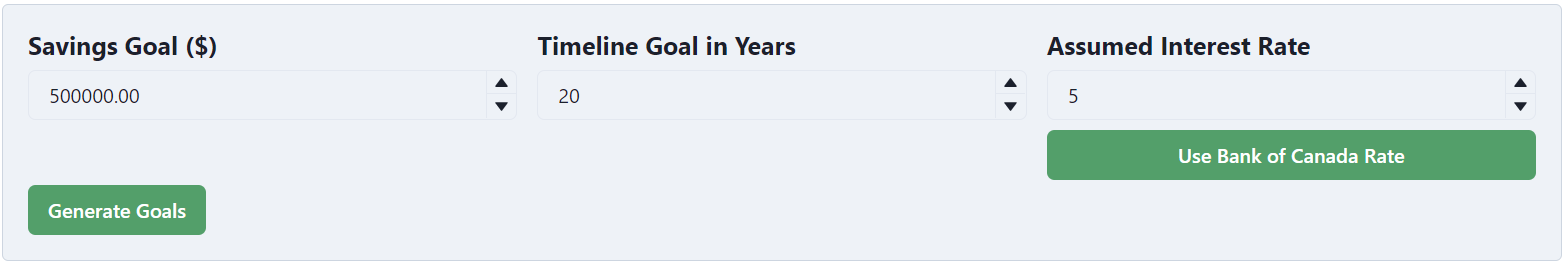 Savings Goal ($)
Timeline Goal in Years
Assumed Interest Rate
500000.00
20
5
Use Bank of Canada Rate
Generate Goals